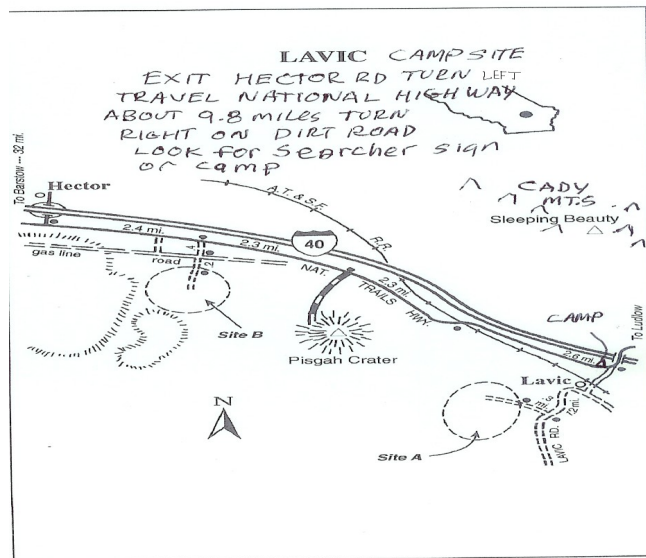 LAVIC CAMPSITE
EXIT HECTOR RD TURN LEFT
TRAVEL NATIONAL HIGHWAY
ABOUT 9.8 MILES TURN
RIGHT ON DIRT ROAD
LOOK FOR SEARCHER SIGN
OR CAMP
To Barstow --- 32 mi.
Hector
A.T. & S.F.
R.R.
CADY
MTS
Sleeping Beauty
2.4 mi.
2.3 mi.
40
gas line
road
.4
.2
NAT.
TRAILS
HWY.
2.3 mi.
Site B
Pisgah Crater
CAMP
To Ludlow
2.6 mi.
Lavic
N
Site A
LAVIC RD.